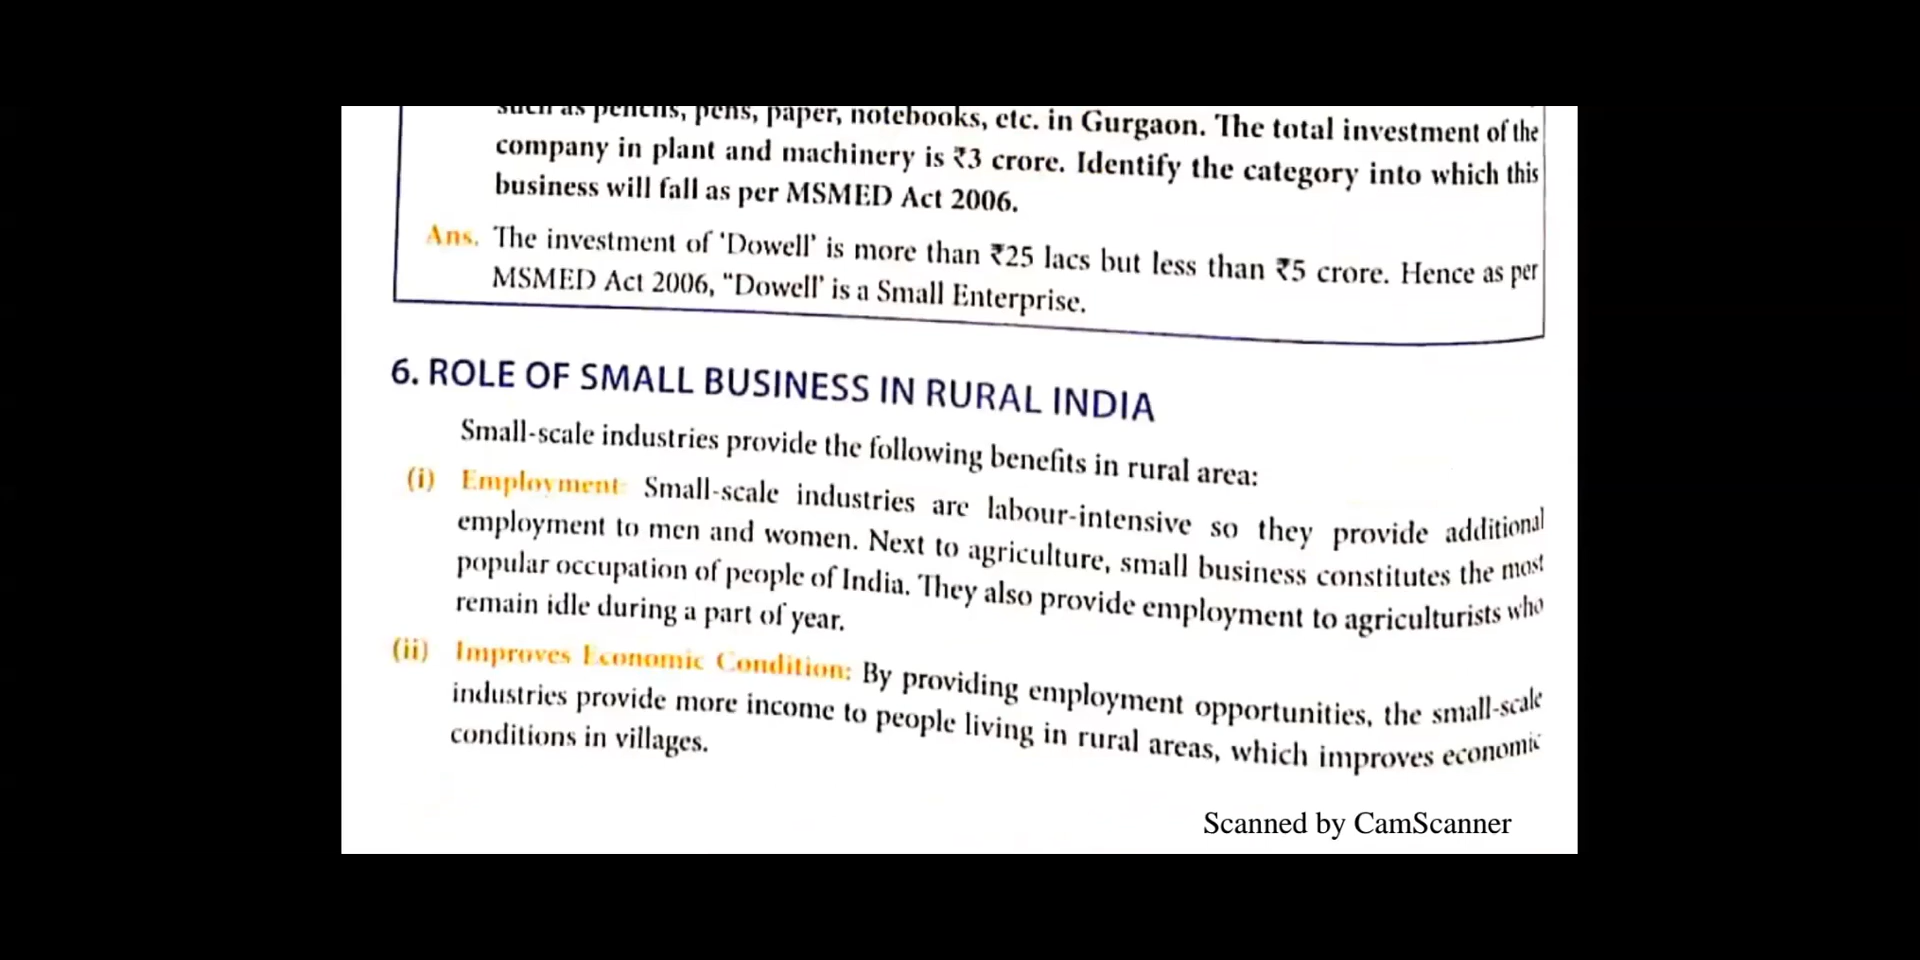 such as pencils, pens, paper, notebooks, etc. in Gurgaon. The total investment of the
company in plant and machinery is ₹3 crore. Identify the category into which this
business will fall as per MSMED Act 2006.
Ans. The investment of 'Dowell' is more than ₹25 lacs but less than ₹5 crore. Hence as per
MSMED Act 2006, "Dowell' is a Small Enterprise.
6. ROLE OF SMALL BUSINESS IN RURAL INDIA
Small-scale industries provide the following benefits in rural area:
(i) Employment: Small-scale industries are labour-intensive so they provide additional
employment to men and women. Next to agriculture, small business constitutes the most
popular occupation of people of India. They also provide employment to agriculturists who
remain idle during a part of year.
(ii) Improves Economic Condition: By providing employment opportunities, the small-scale
industries provide more income to people living in rural areas, which improves economic
conditions in villages.
Scanned by CamScanner